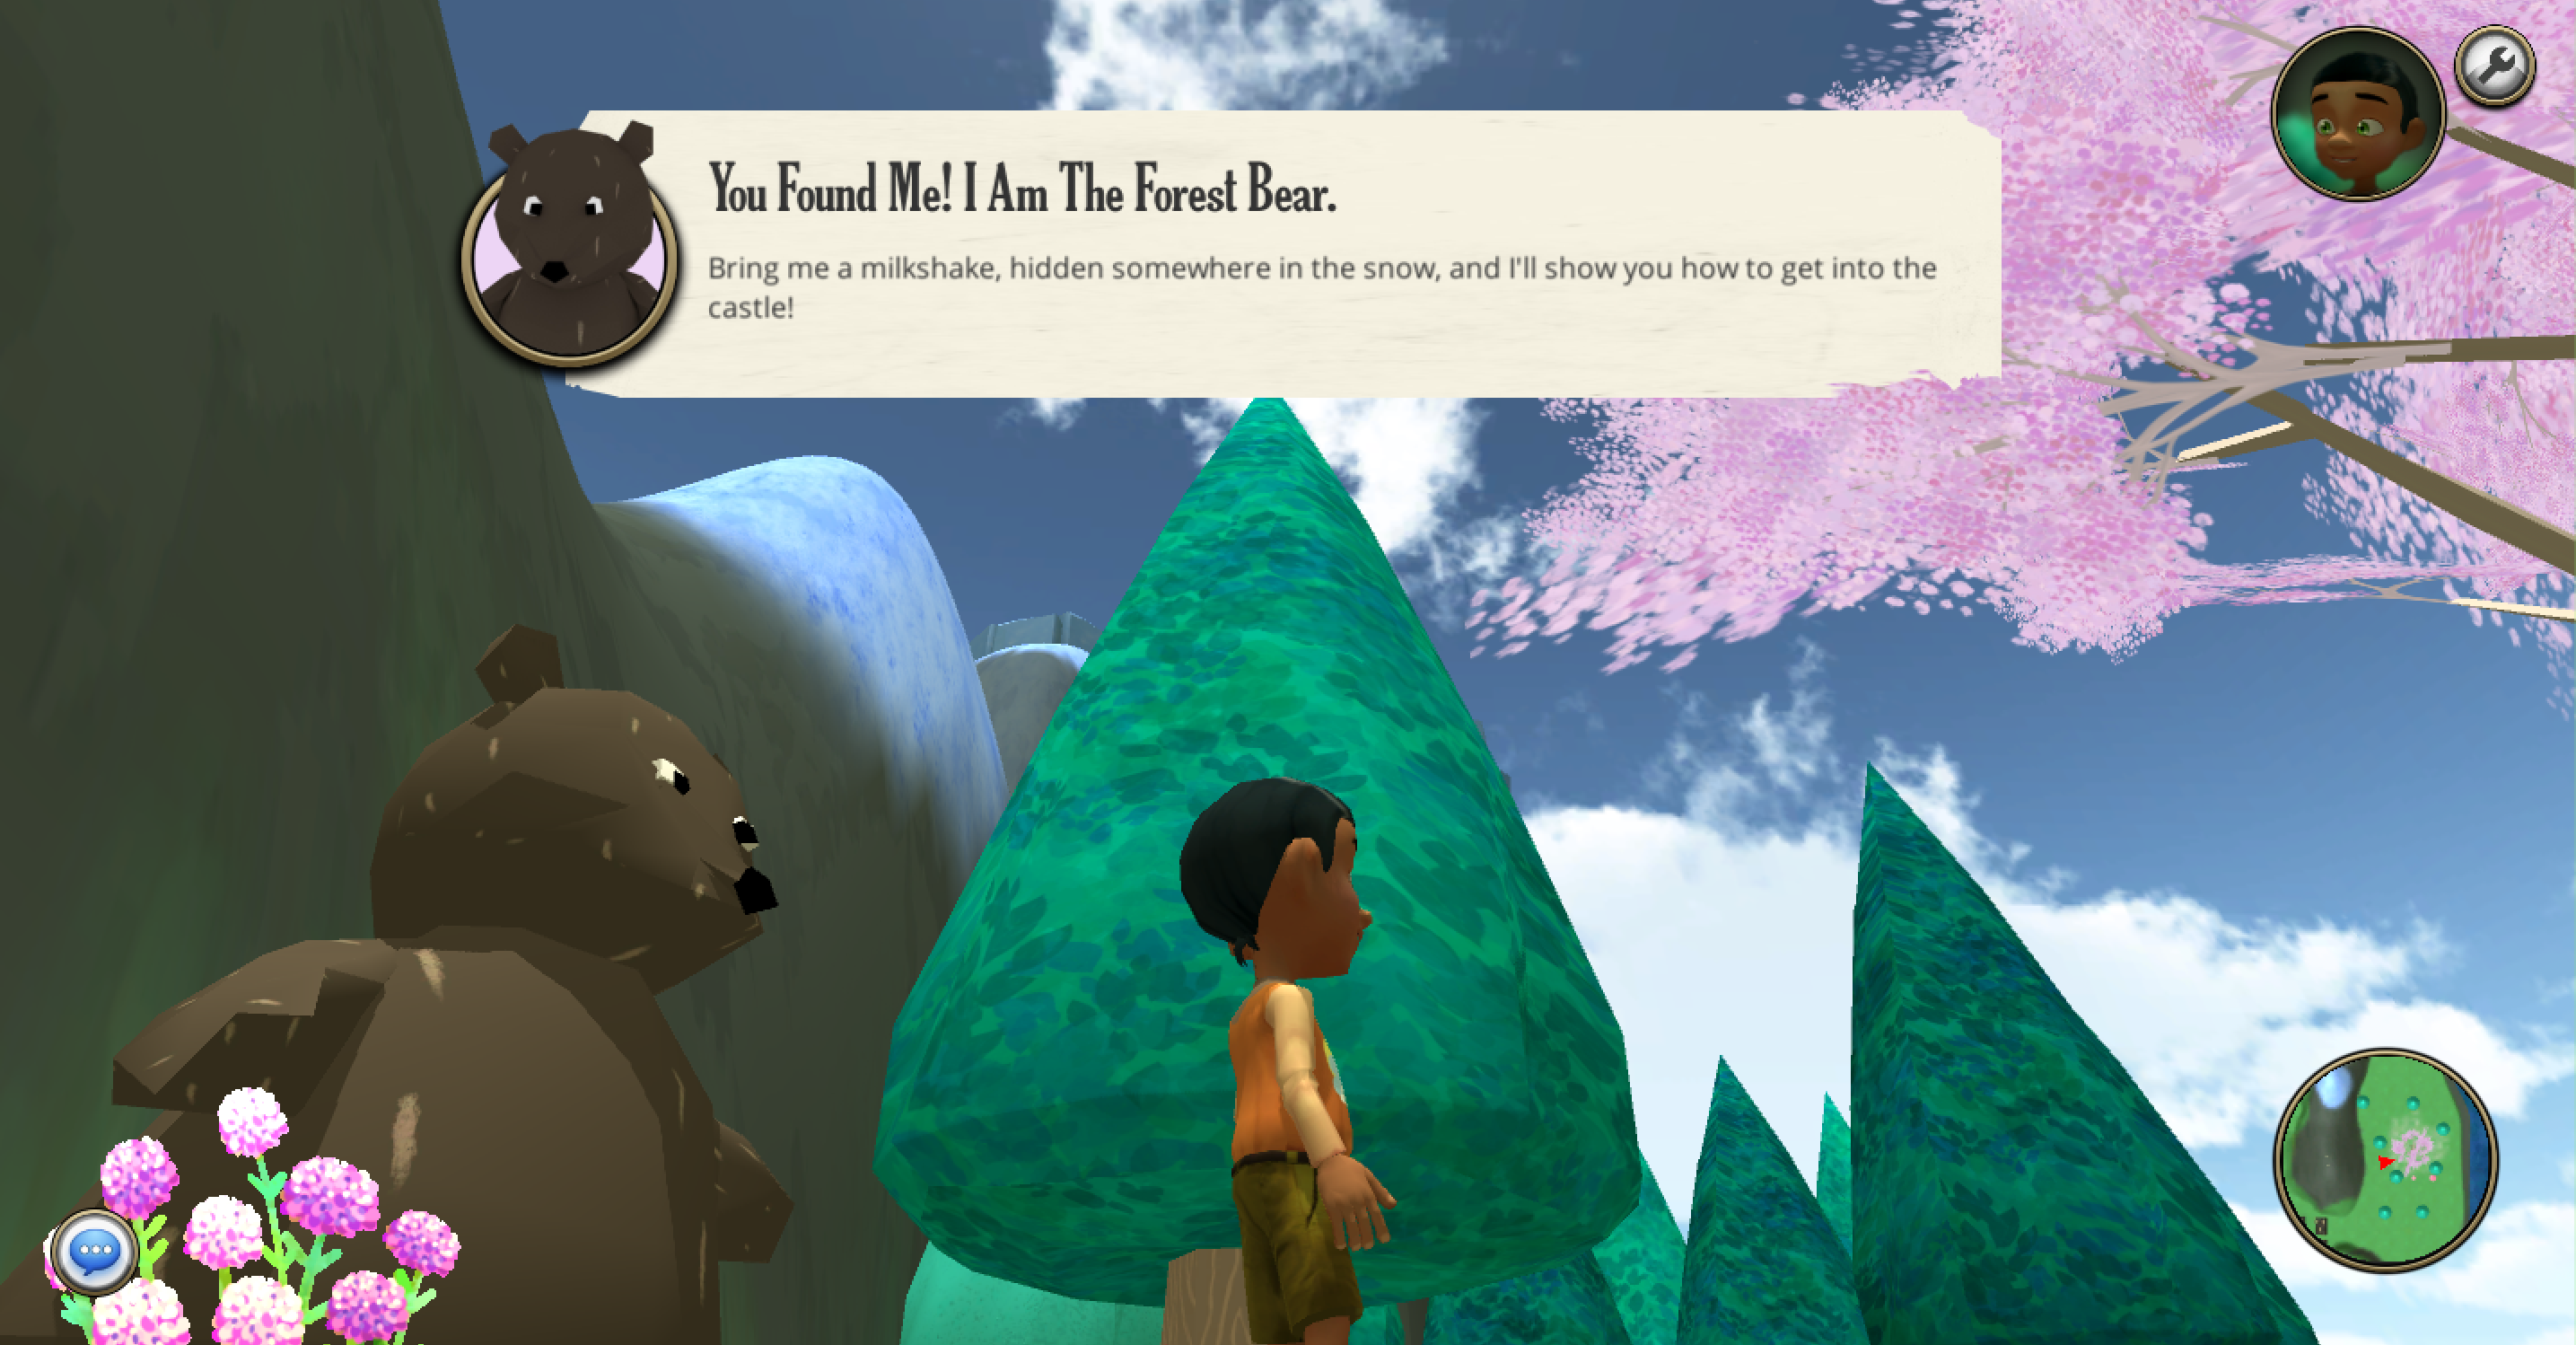 You Found Me! I Am The Forest Bear.
Bring me a milkshake, hidden somewhere in the snow, and I'll show you how to get into the
castle!